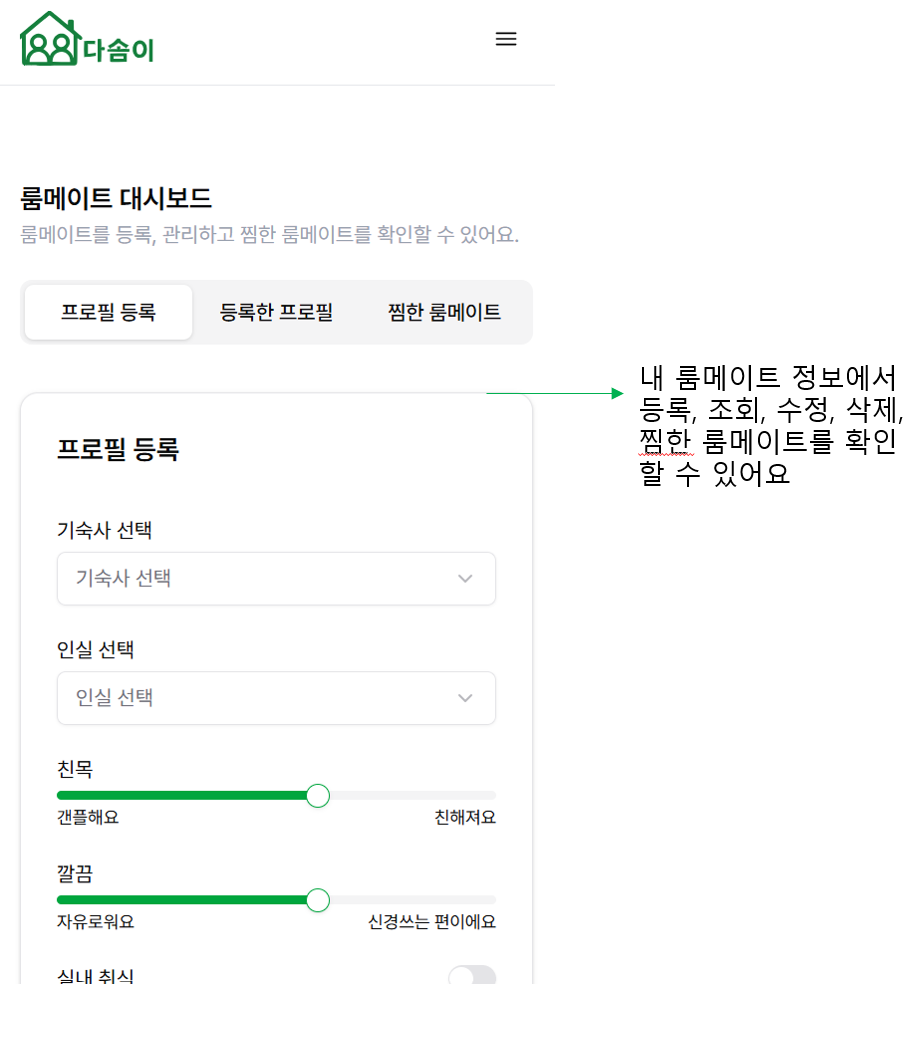 다솜이
룸메이트 대시보드
룸메이트를 등록, 관리하고 찜한 룸메이트를 확인할 수 있어요.
프로필 등록
등록한 프로필
찜한 룸메이트
내 룸메이트 정보에서
등록, 조회, 수정, 삭제,
찜한 룸메이트를 확인
할 수 있어요
프로필 등록
기숙사 선택
기숙사 선택
인실 선택
인실 선택
친목
갠플해요
친해져요
깔끔
자유로워요
신경쓰는 편이에요
실내 취식